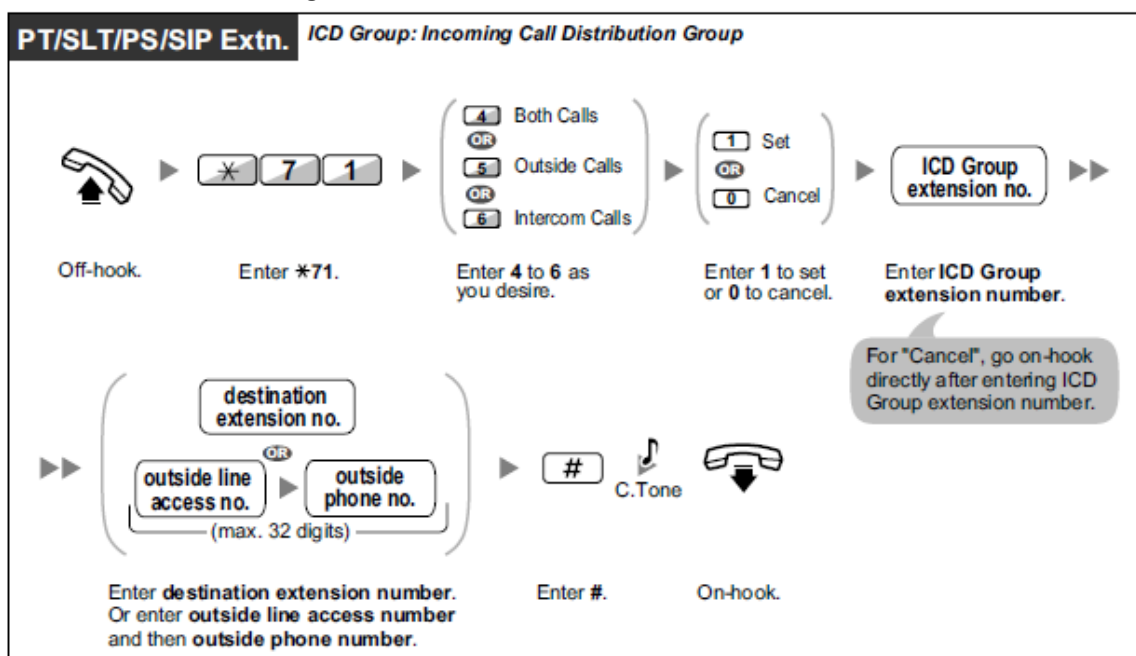 PT/SLT/PS/SIP Extn. ICD Group: Incoming Call Distribution Group
4 Both Calls
OR
5 Outside Calls
OR
6 Intercom Calls
1 Set
OR
0 Cancel
* 7 1
ICD Group
extension no.
Off-hook.
Enter *71.
Enter 4 to 6 as
you desire.
Enter 1 to set
or 0 to cancel.
Enter ICD Group
extension number.
For "Cancel", go on-hook
directly after entering ICD
Group extension number.
destination
extension no.
OR
outside line
access no.
outside
phone no.
(max. 32 digits)
#
C.Tone
Enter destination extension number.
Or enter outside line access number
and then outside phone number.
Enter #.
On-hook.